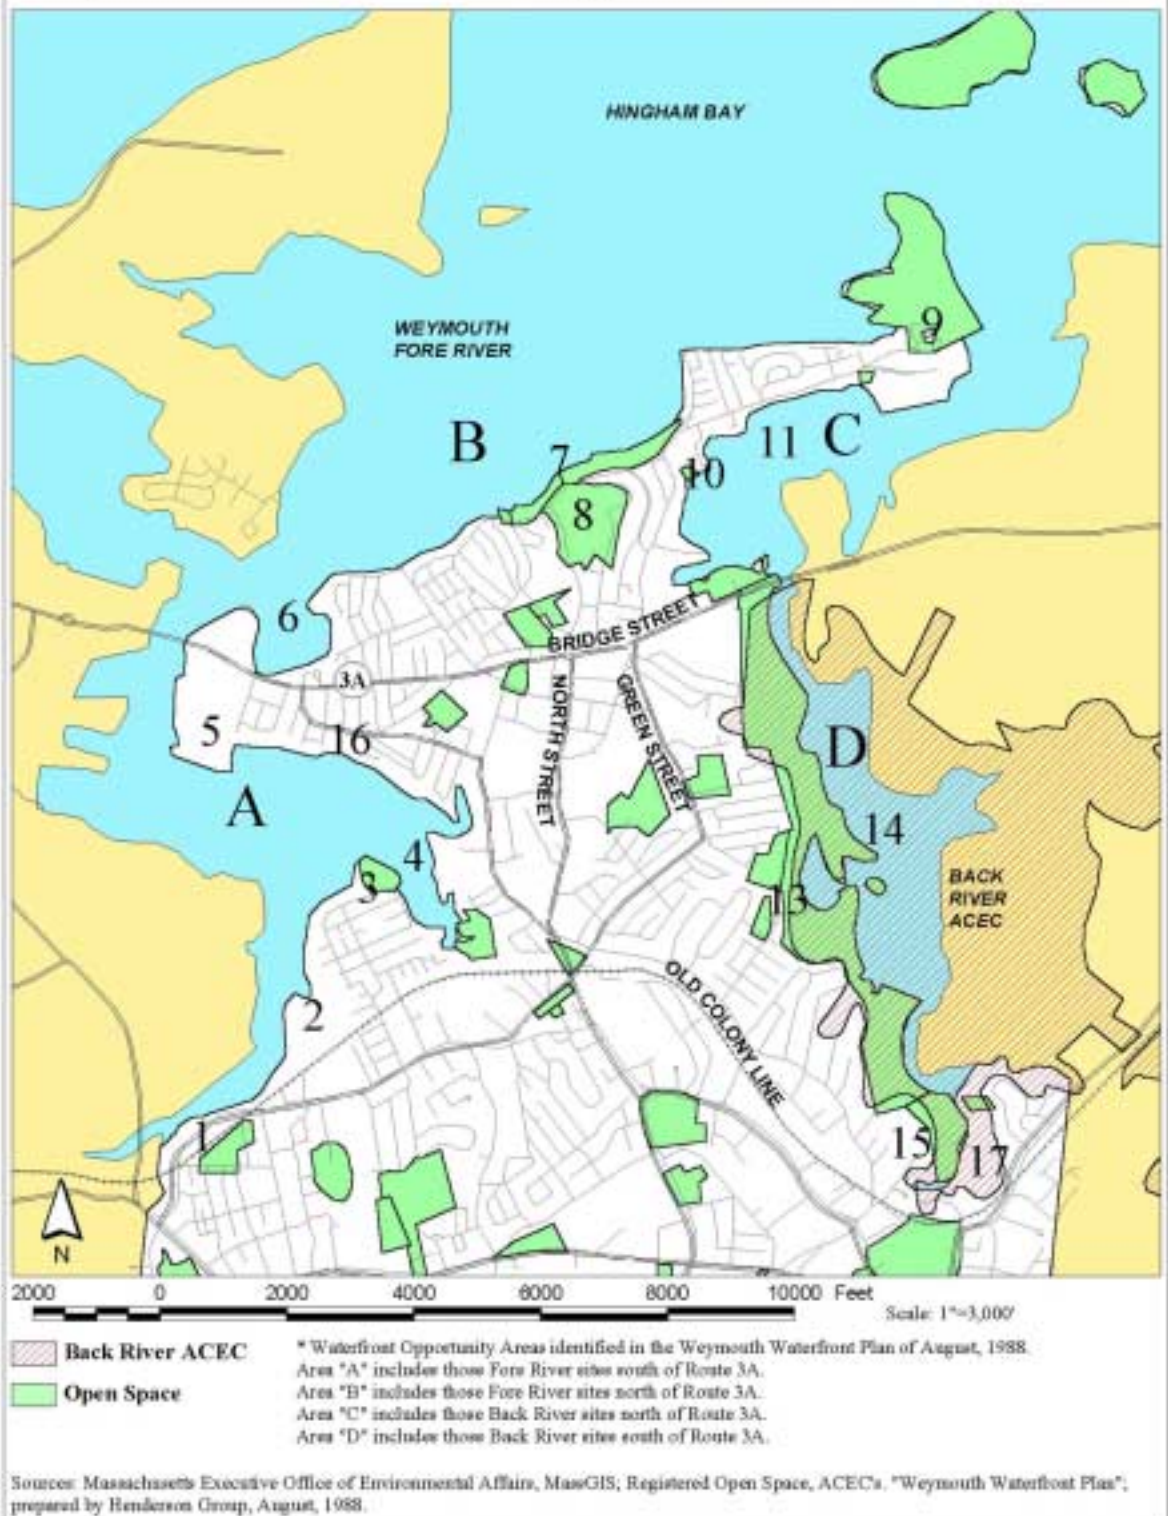 HINGHAM BAY
WEYMOUTH
FORE RIVER
9
B
7
11
C
10
8
6
BRIDGE STREET
3A
5
16
NORTH STREET
GREEN STREET
D
A
4
14
3
BACK
RIVER
ACEC
13
OLD COLONY LINE
2
1
15
17
N
2000 0 2000 4000 6000 8000 10000 Feet
Scale: 1"=3,000'
Back River ACEC
Open Space
* Waterfront Opportunity Areas identified in the Weymouth Waterfront Plan of August, 1988.
Area "A" includes those Fore River sites south of Route 3A.
Area "B" includes those Fore River sites north of Route 3A.
Area "C" includes those Back River sites north of Route 3A.
Area "D" includes those Back River sites south of Route 3A.
Sources: Massachusetts Executive Office of Environmental Affairs, MassGIS; Registered Open Space, ACEC's. "Weymouth Waterfront Plan";
prepared by Henderson Group, August, 1988.